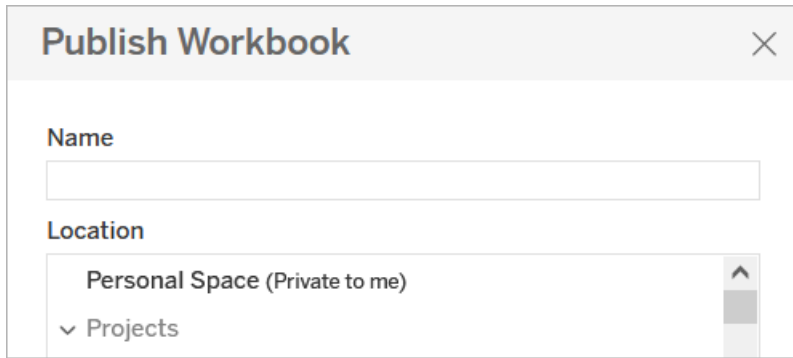 Publish Workbook
Name
Location
Personal Space (Private to me)
Projects